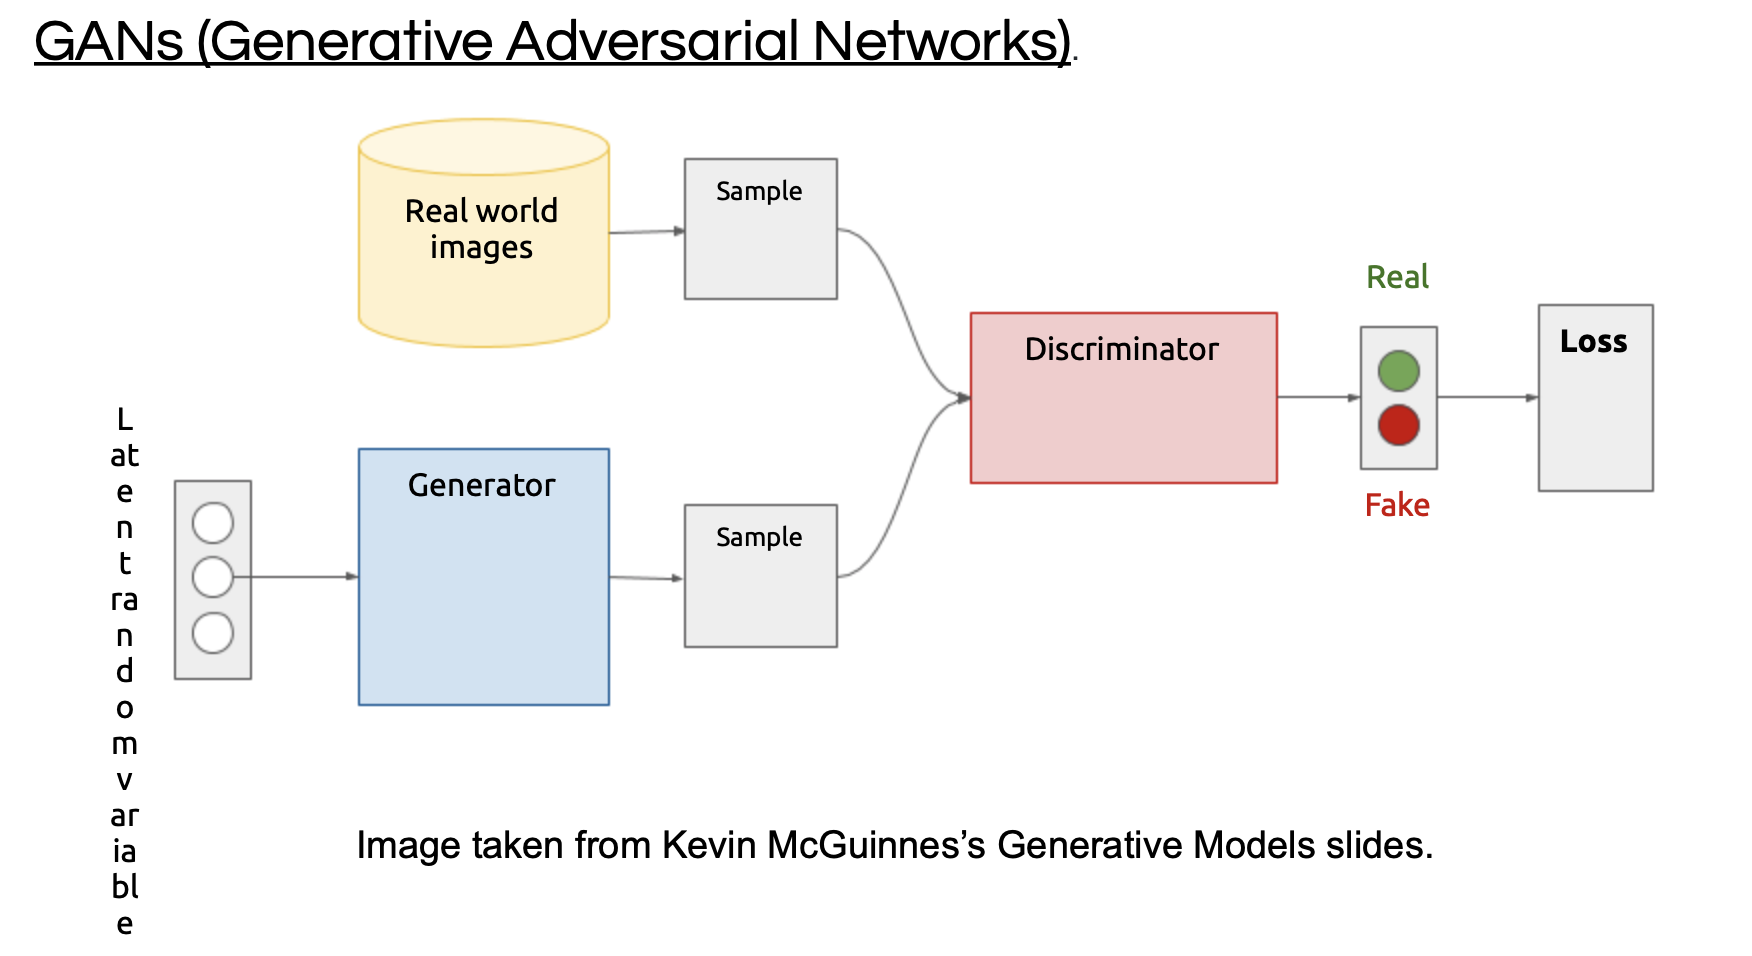 GANs (Generative Adversarial Networks).
Real world
images
Sample
Real
Discriminator
Loss
L
at
e
n
t
ra
n
d
o
m
v
ar
ia
bl
e
Generator
Sample
Fake
Image taken from Kevin McGuinnes’s Generative Models slides.